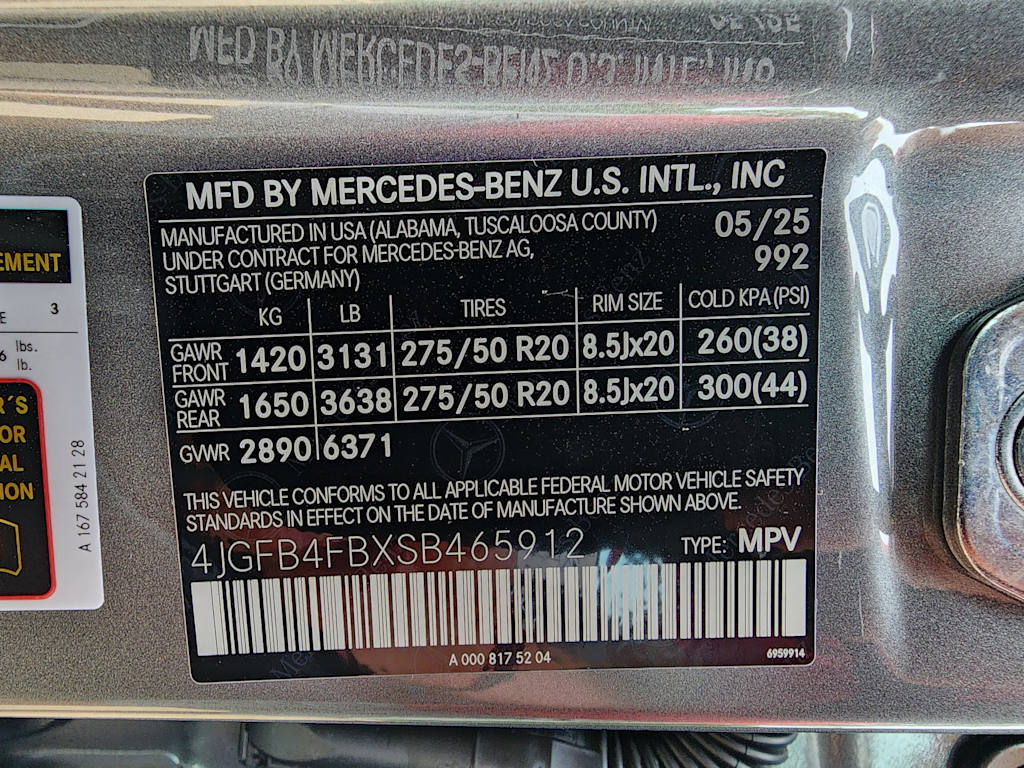 MFD BY MERCEDES-BENZ U.S. INTL., INC
MANUFACTURED IN USA (ALABAMA, TUSCALOOSA COUNTY) 05/25
UNDER CONTRACT FOR MERCEDES-BENZ AG, 992
STUTTGART (GERMANY)
KG LB TIRES RIM SIZE COLD KPA (PSI)
GAWR FRONT 1420 3131 275/50 R20 8.5Jx20 260(38)
GAWR REAR 1650 3638 275/50 R20 8.5Jx20 300(44)
GVWR 2890 6371
THIS VEHICLE CONFORMS TO ALL APPLICABLE FEDERAL MOTOR VEHICLE SAFETY
STANDARDS IN EFFECT ON THE DATE OF MANUFACTURE SHOWN ABOVE.
4JGFB4FBXSB465912 TYPE: MPV
A 000 817 52 04 6959914
3
lbs.
lb.
A 167 584 21 28